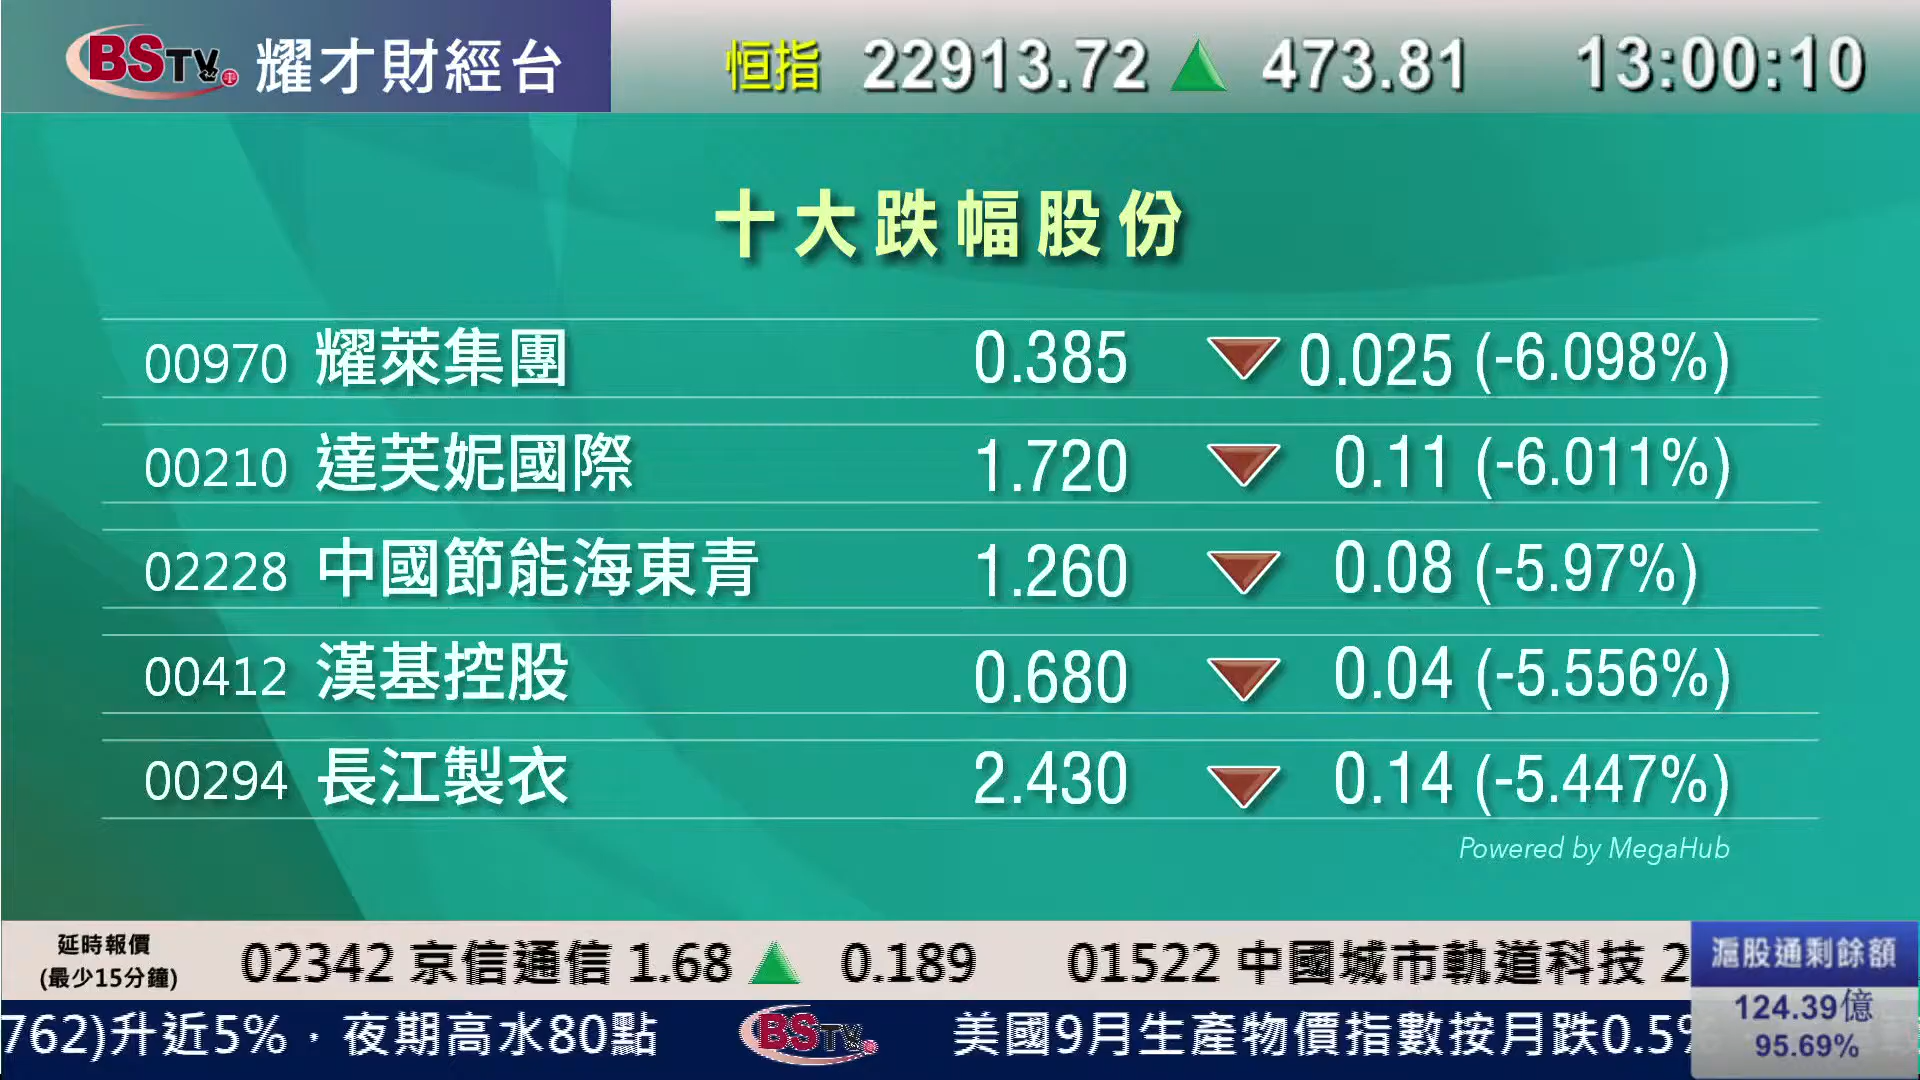 BSTV 耀才財經台
恒指 22913.72 ▲ 473.81 13:00:10
十大跌幅股份
00970 耀萊集團 0.385 ▼ 0.025 (-6.098%)
00210 達芙妮國際 1.720 ▼ 0.11 (-6.011%)
02228 中國節能海東青 1.260 ▼ 0.08 (-5.97%)
00412 漢基控股 0.680 ▼ 0.04 (-5.556%)
00294 長江製衣 2.430 ▼ 0.14 (-5.447%)
Powered by MegaHub
延時報價
(最少15分鐘)
02342 京信通信 1.68 ▲ 0.189 01522 中國城市軌道科技 2
滬股通剩餘額
124.39億
95.69%
762)升近5%，夜期高水80點 BSTV 美國9月生產物價指數按月跌0.5%